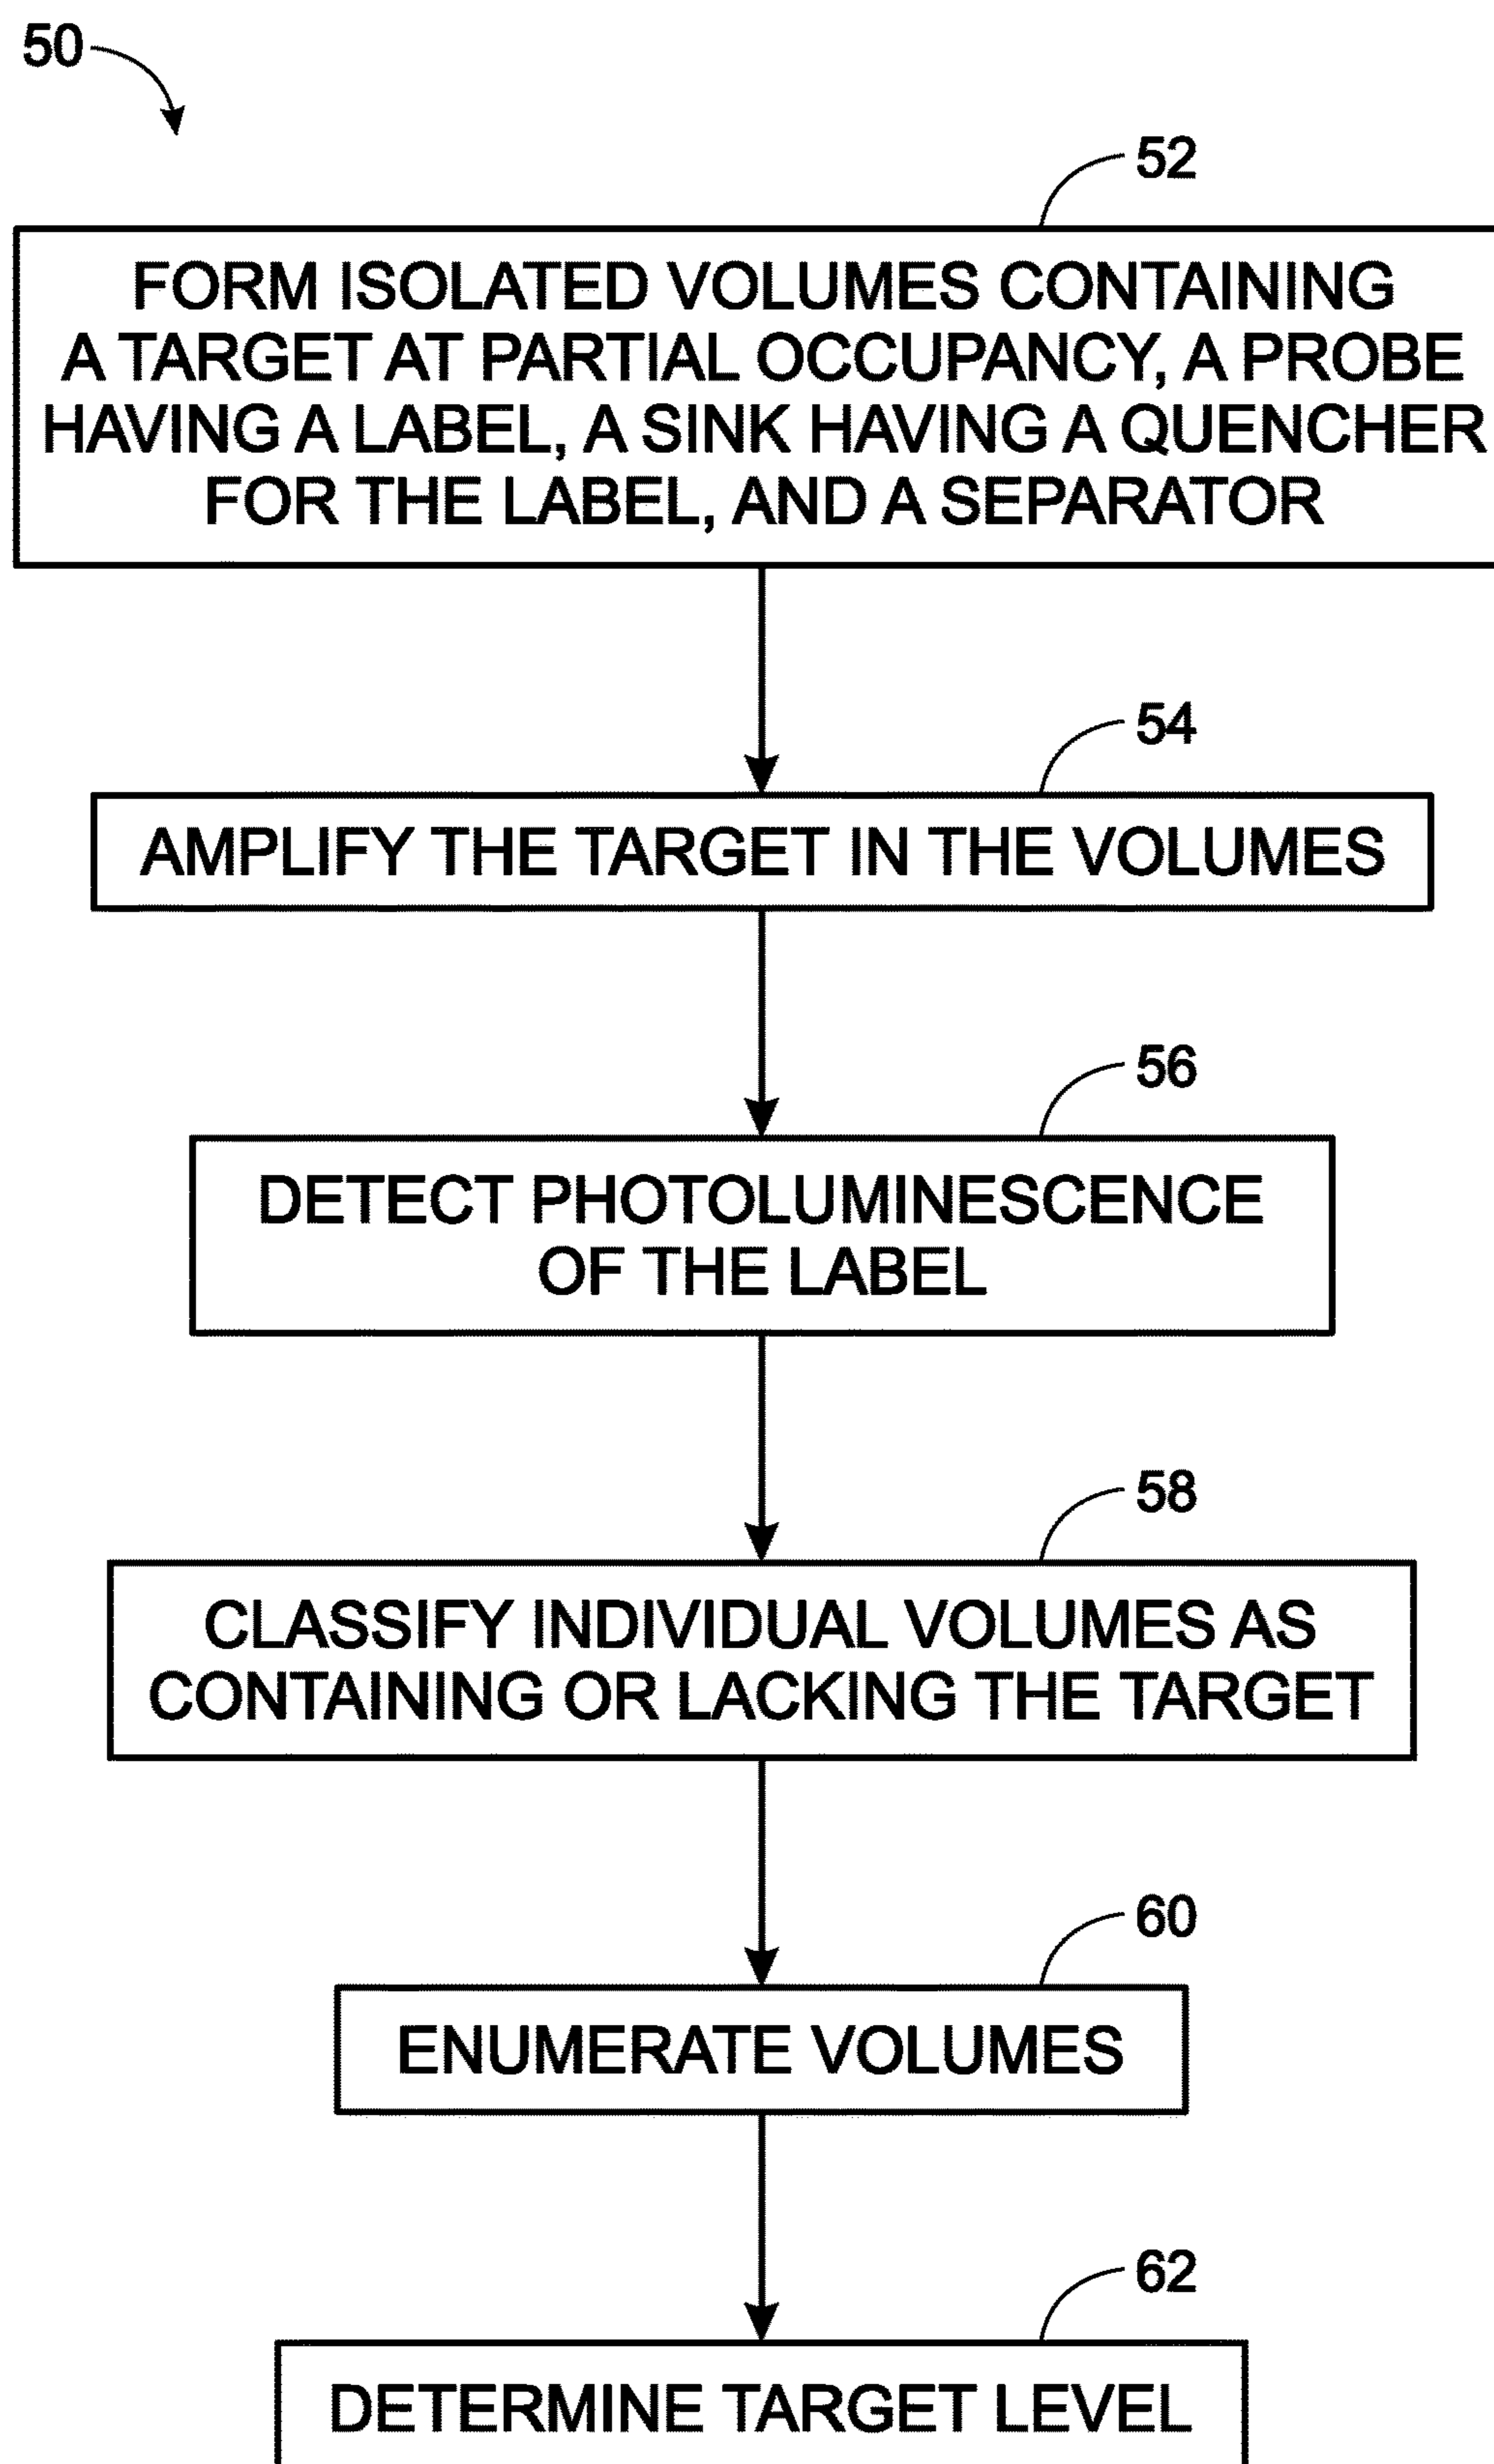 50
52
FORM ISOLATED VOLUMES CONTAINING
A TARGET AT PARTIAL OCCUPANCY, A PROBE
HAVING A LABEL, A SINK HAVING A QUENCHER
FOR THE LABEL, AND A SEPARATOR
54
AMPLIFY THE TARGET IN THE VOLUMES
56
DETECT PHOTOLUMINESCENCE
OF THE LABEL
58
CLASSIFY INDIVIDUAL VOLUMES AS
CONTAINING OR LACKING THE TARGET
60
ENUMERATE VOLUMES
62
DETERMINE TARGET LEVEL